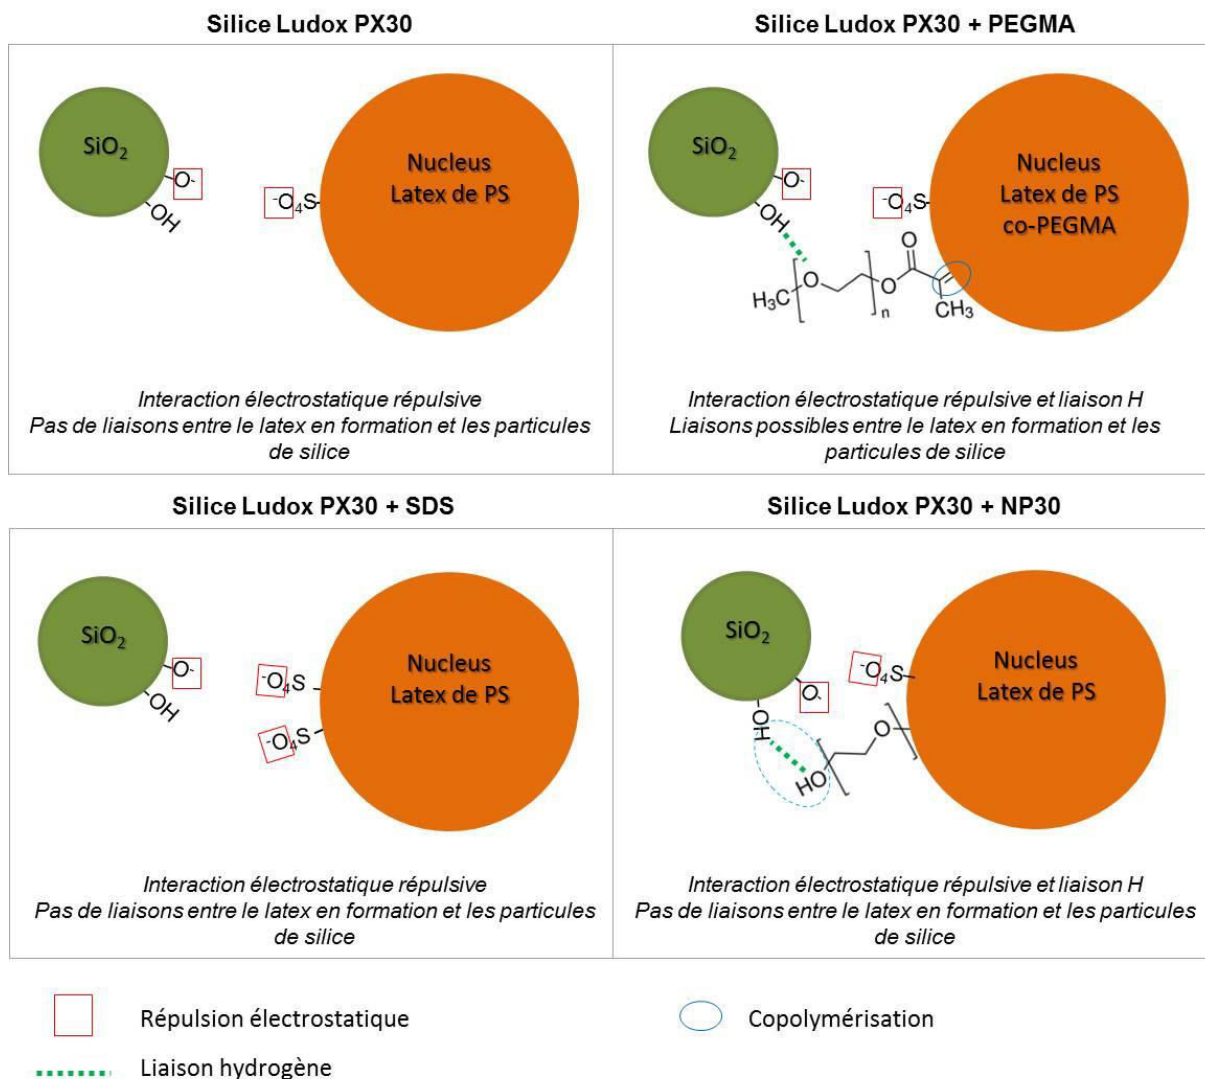 Silice Ludox PX30
Silice Ludox PX30 + PEGMA
SiO2
O-
OH
-O4S
Nucleus
Latex de PS
SiO2
O-
OH
-O4S
Nucleus
Latex de PS
co-PEGMA
O
H3C
O
n
O
CH3
Interaction électrostatique répulsive
Pas de liaisons entre le latex en formation et les particules
de silice
Interaction électrostatique répulsive et liaison H
Liaisons possibles entre le latex en formation et les
particules de silice
Silice Ludox PX30 + SDS
Silice Ludox PX30 + NP30
SiO2
O-
OH
-O4S
-O4S
Nucleus
Latex de PS
SiO2
O-
OH
-O4S
O
HO
Nucleus
Latex de PS
Interaction électrostatique répulsive
Pas de liaisons entre le latex en formation et les particules
de silice
Interaction électrostatique répulsive et liaison H
Pas de liaisons entre le latex en formation et les particules
de silice
Répulsion électrostatique
Copolymérisation
Liaison hydrogène